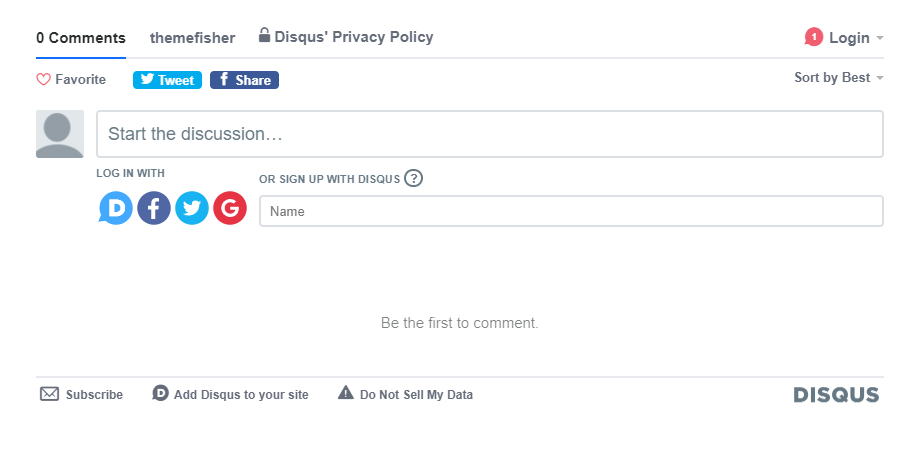 0 Comments themefisher Disqus' Privacy Policy 1 Login
Favorite Tweet f Share Sort by Best
Start the discussion…
LOG IN WITH OR SIGN UP WITH DISQUS ?
D f G Name
Be the first to comment.
Subscribe D Add Disqus to your site Do Not Sell My Data DISQUS